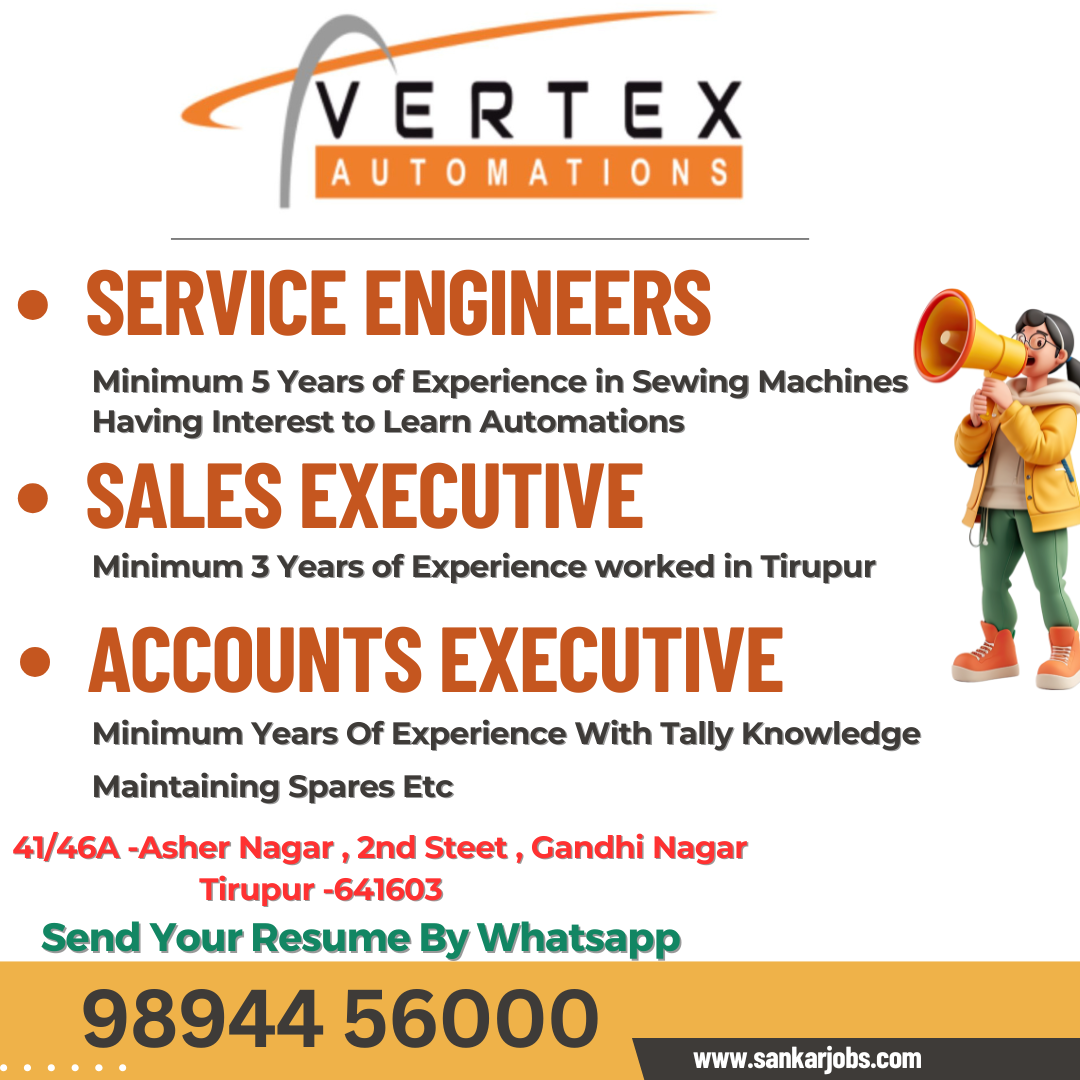 VERTEX
AUTOMATIONS
SERVICE ENGINEERS
Minimum 5 Years of Experience in Sewing Machines
Having Interest to Learn Automations
SALES EXECUTIVE
Minimum 3 Years of Experience worked in Tirupur
ACCOUNTS EXECUTIVE
Minimum Years Of Experience With Tally Knowledge
Maintaining Spares Etc
41/46A -Asher Nagar , 2nd Steet , Gandhi Nagar
Tirupur -641603
Send Your Resume By Whatsapp
98944 56000
www.sankarjobs.com